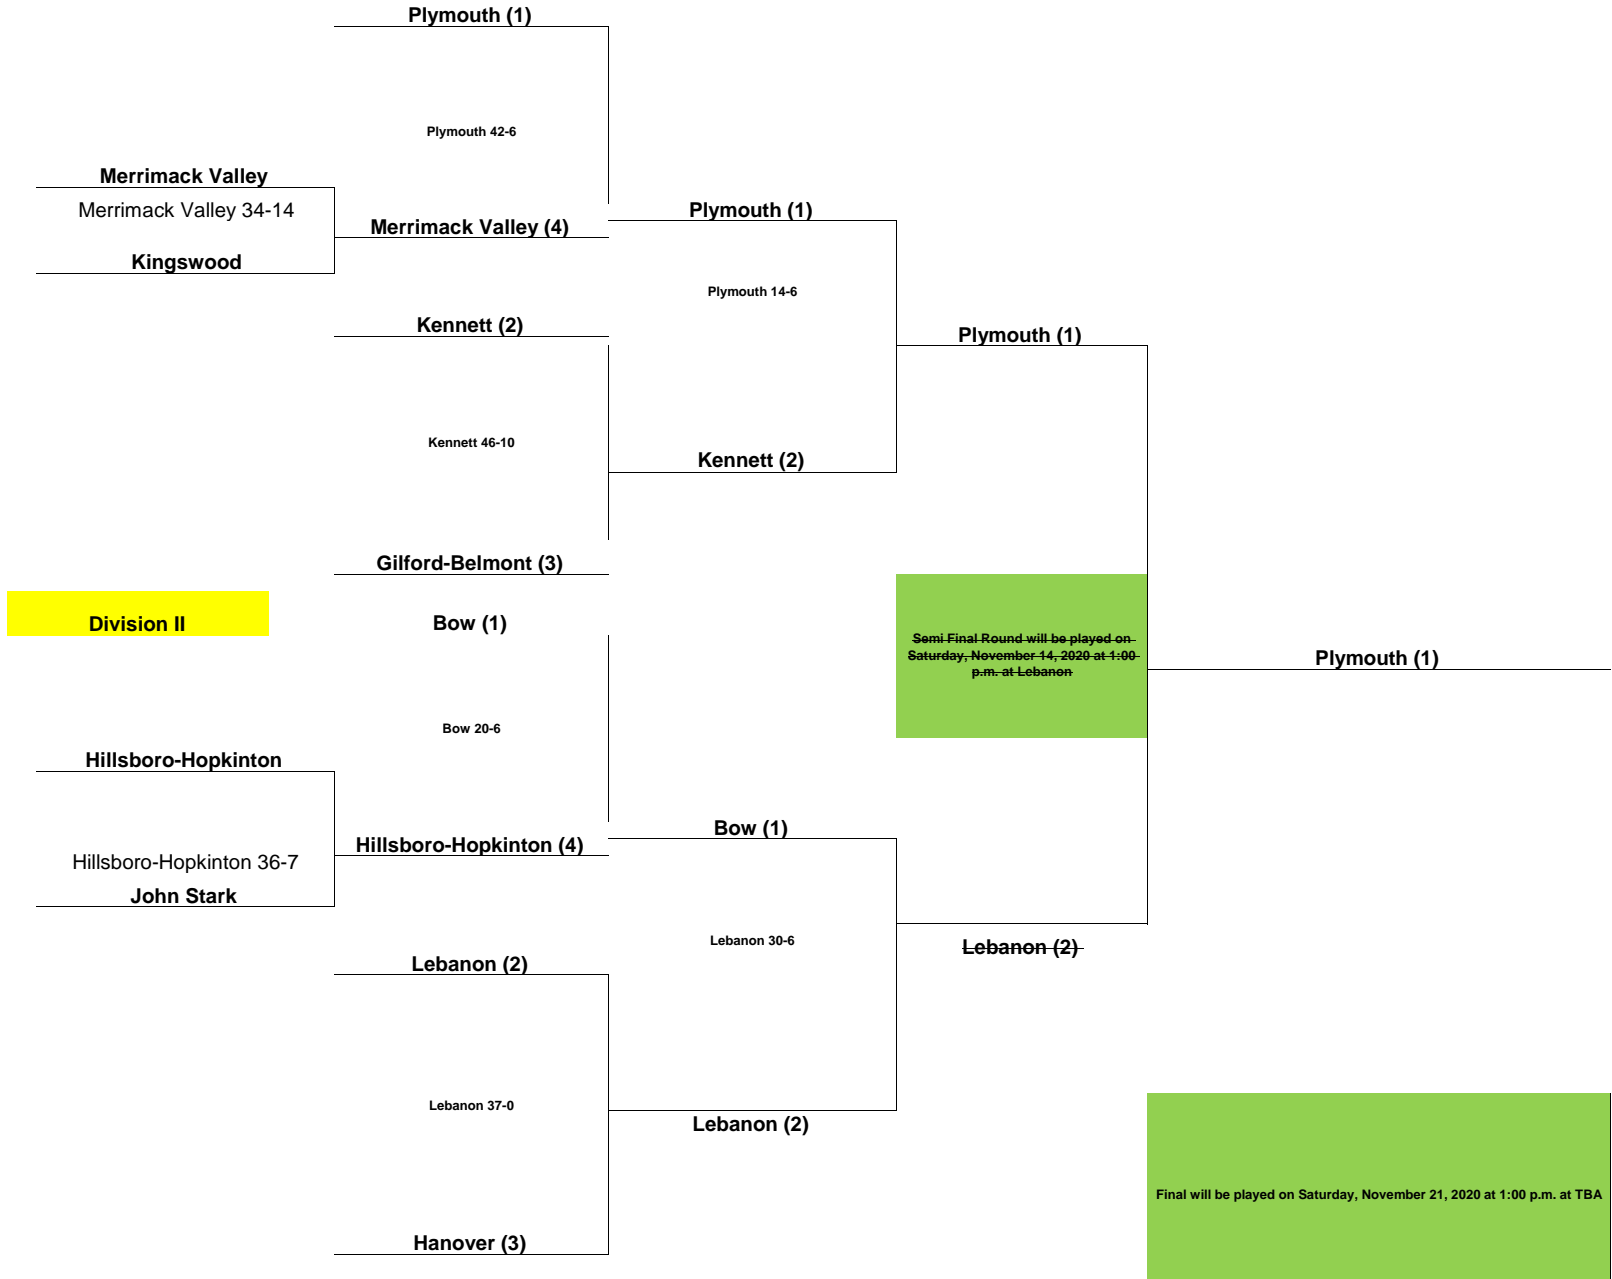 Plymouth (1)
Plymouth 42-6
Merrimack Valley
Merrimack Valley 34-14
Plymouth (1)
Merrimack Valley (4)
Kingswood
Plymouth 14-6
Kennett (2)
Plymouth (1)
Kennett 46-10
Kennett (2)
Gilford-Belmont (3)
Division II
Bow (1)
Semi Final Round will be played on
Saturday, November 14, 2020 at 1:00
p.m. at Lebanon
Plymouth (1)
Bow 20-6
Hillsboro-Hopkinton
Bow (1)
Hillsboro-Hopkinton (4)
Hillsboro-Hopkinton 36-7
John Stark
Lebanon 30-6
Lebanon (2)
Lebanon (2)
Lebanon 37-0
Lebanon (2)
Final will be played on Saturday, November 21, 2020 at 1:00 p.m. at TBA
Hanover (3)